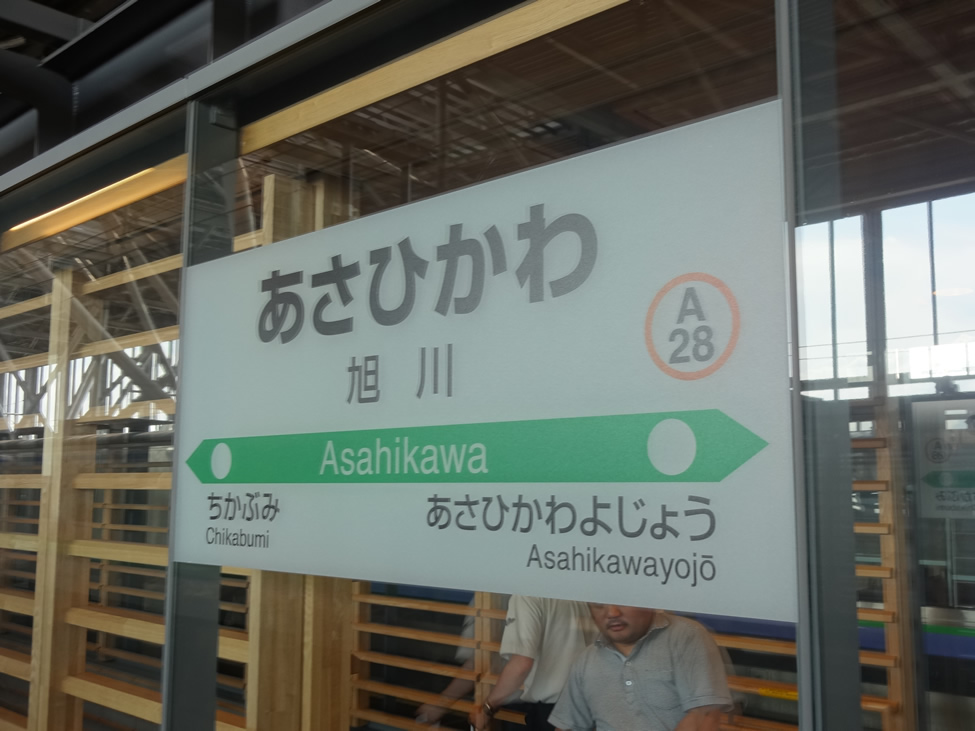 あさひかわ
旭川
A
28
Asahikawa
ちかぶみ
Chikabumi
あさひかわよじょう
Asahikawayojō